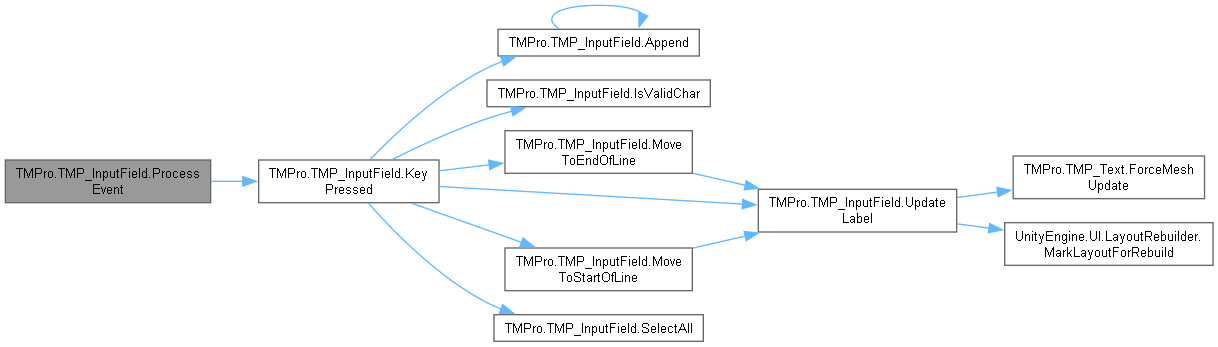 TMPro.TMP_InputField.Process
Event
TMPro.TMP_InputField.Key
Pressed
TMPro.TMP_InputField.Append
TMPro.TMP_InputField.IsValidChar
TMPro.TMP_InputField.Move
ToEndOfLine
TMPro.TMP_InputField.Update
Label
TMPro.TMP_Text.ForceMesh
Update
UnityEngine.UI.LayoutRebuilder.
MarkLayoutForRebuild
TMPro.TMP_InputField.Move
ToStartOfLine
TMPro.TMP_InputField.SelectAll